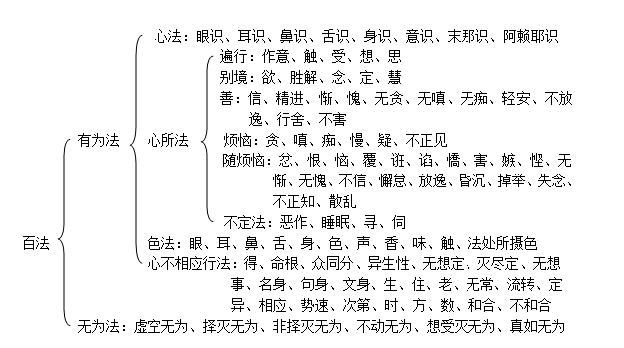 心法：眼识、耳识、鼻识、舌识、身识、意识、末那识、阿赖耶识
遍行：作意、触、受、想、思
别境：欲、胜解、念、定、慧
善：信、精进、惭、愧、无贪、无嗔、无痴、轻安、不放
逸、行舍、不害
有为法
心所法
烦恼：贪、嗔、痴、慢、疑、不正见
随烦恼：忿、恨、恼、覆、诳、谄、憍、害、嫉、悭、无
惭、无愧、不信、懈怠、放逸、昏沉、掉举、失念、
不正知、散乱
不定法：恶作、睡眠、寻、伺
百法
色法：眼、耳、鼻、舌、身、色、声、香、味、触、法处所摄色
心不相应行法：得、命根、众同分、异生性、无想定、灭尽定、无想
事、名身、句身、文身、生、住、老、无常、流转、定
异、相应、势速、次第、时、方、数、和合、不和合
无为法：虚空无为、择灭无为、非择灭无为、不动无为、想受灭无为、真如无为